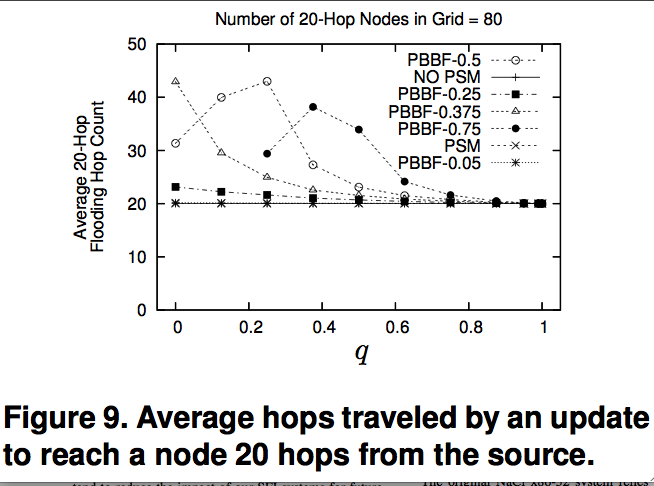 Number of 20-Hop Nodes in Grid = 80
Average 20-Hop
Flooding Hop Count
50
40
30
20
10
0
0 0.2 0.4 0.6 0.8 1
q
PBBF-0.5
NO PSM
PBBF-0.25
PBBF-0.375
PBBF-0.75
PSM
PBBF-0.05
Figure 9. Average hops traveled by an update
to reach a node 20 hops from the source.